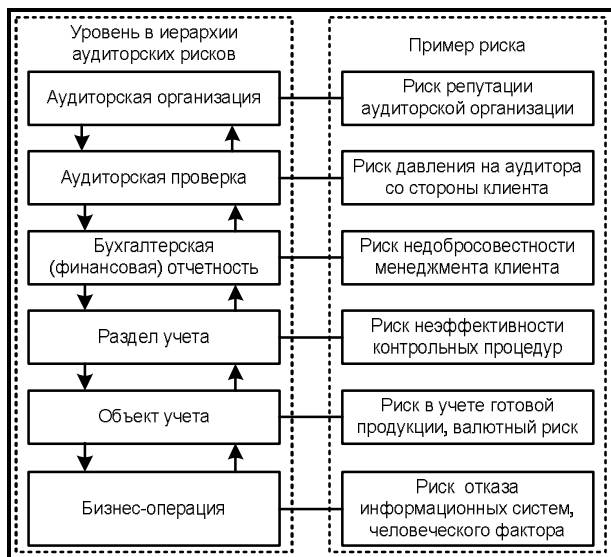 Уровень в иерархии
аудиторских рисков
Пример риска
Аудиторская организация
Риск репутации
аудиторской организации
Аудиторская проверка
Риск давления на аудитора
со стороны клиента
Бухгалтерская
(финансовая) отчетность
Риск недобросовестности
менеджмента клиента
Раздел учета
Риск неэффективности
контрольных процедур
Объект учета
Риск в учете готовой
продукции, валютный риск
Бизнес-операция
Риск отказа
информационных систем,
человеческого фактора